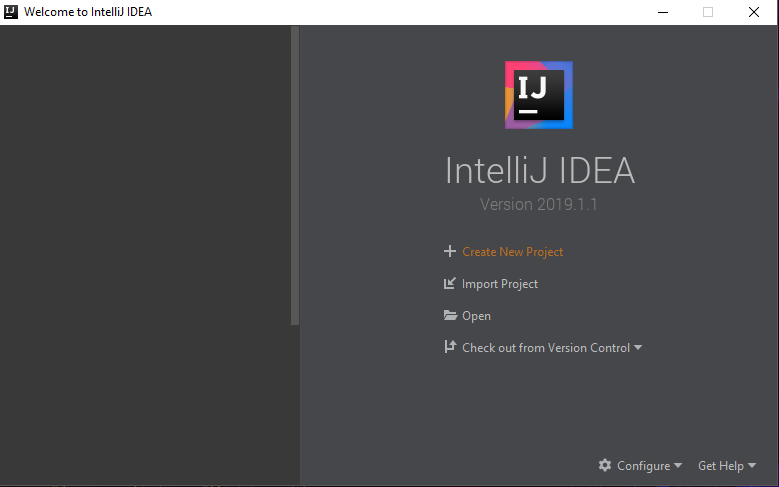 Welcome to IntelliJ IDEA
IJ
IntelliJ IDEA
Version 2019.1.1
Create New Project
Import Project
Open
Check out from Version Control
Configure
Get Help